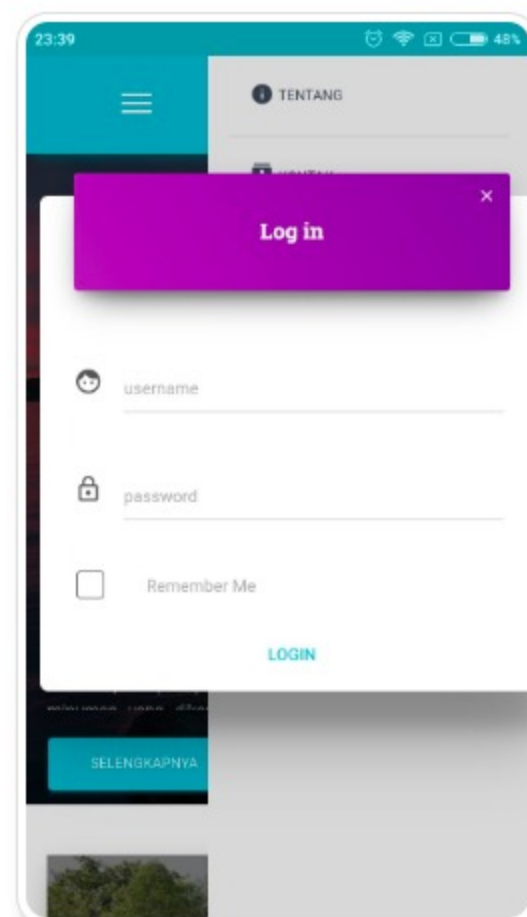 23:39 48%
TENTANG
Log in
username
password
Remember Me
LOGIN
SELENGKAPNYA